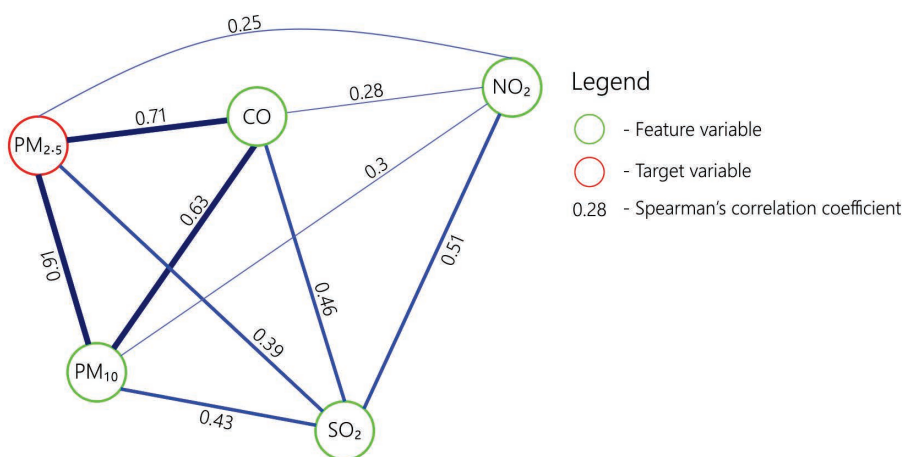 0.25
NO₂
0.28
CO
0.71
PM₂.₅
0.3
0.63
0.91
0.51
0.46
0.39
PM₁₀
0.43
SO₂
Legend
- Feature variable
- Target variable
0.28 - Spearman's correlation coefficient